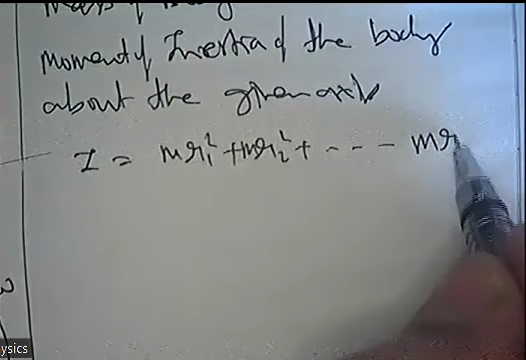 Moment of Inertia of the body
about the given axis
I = mr₁² + mr₂² + - - - - mr
ysics